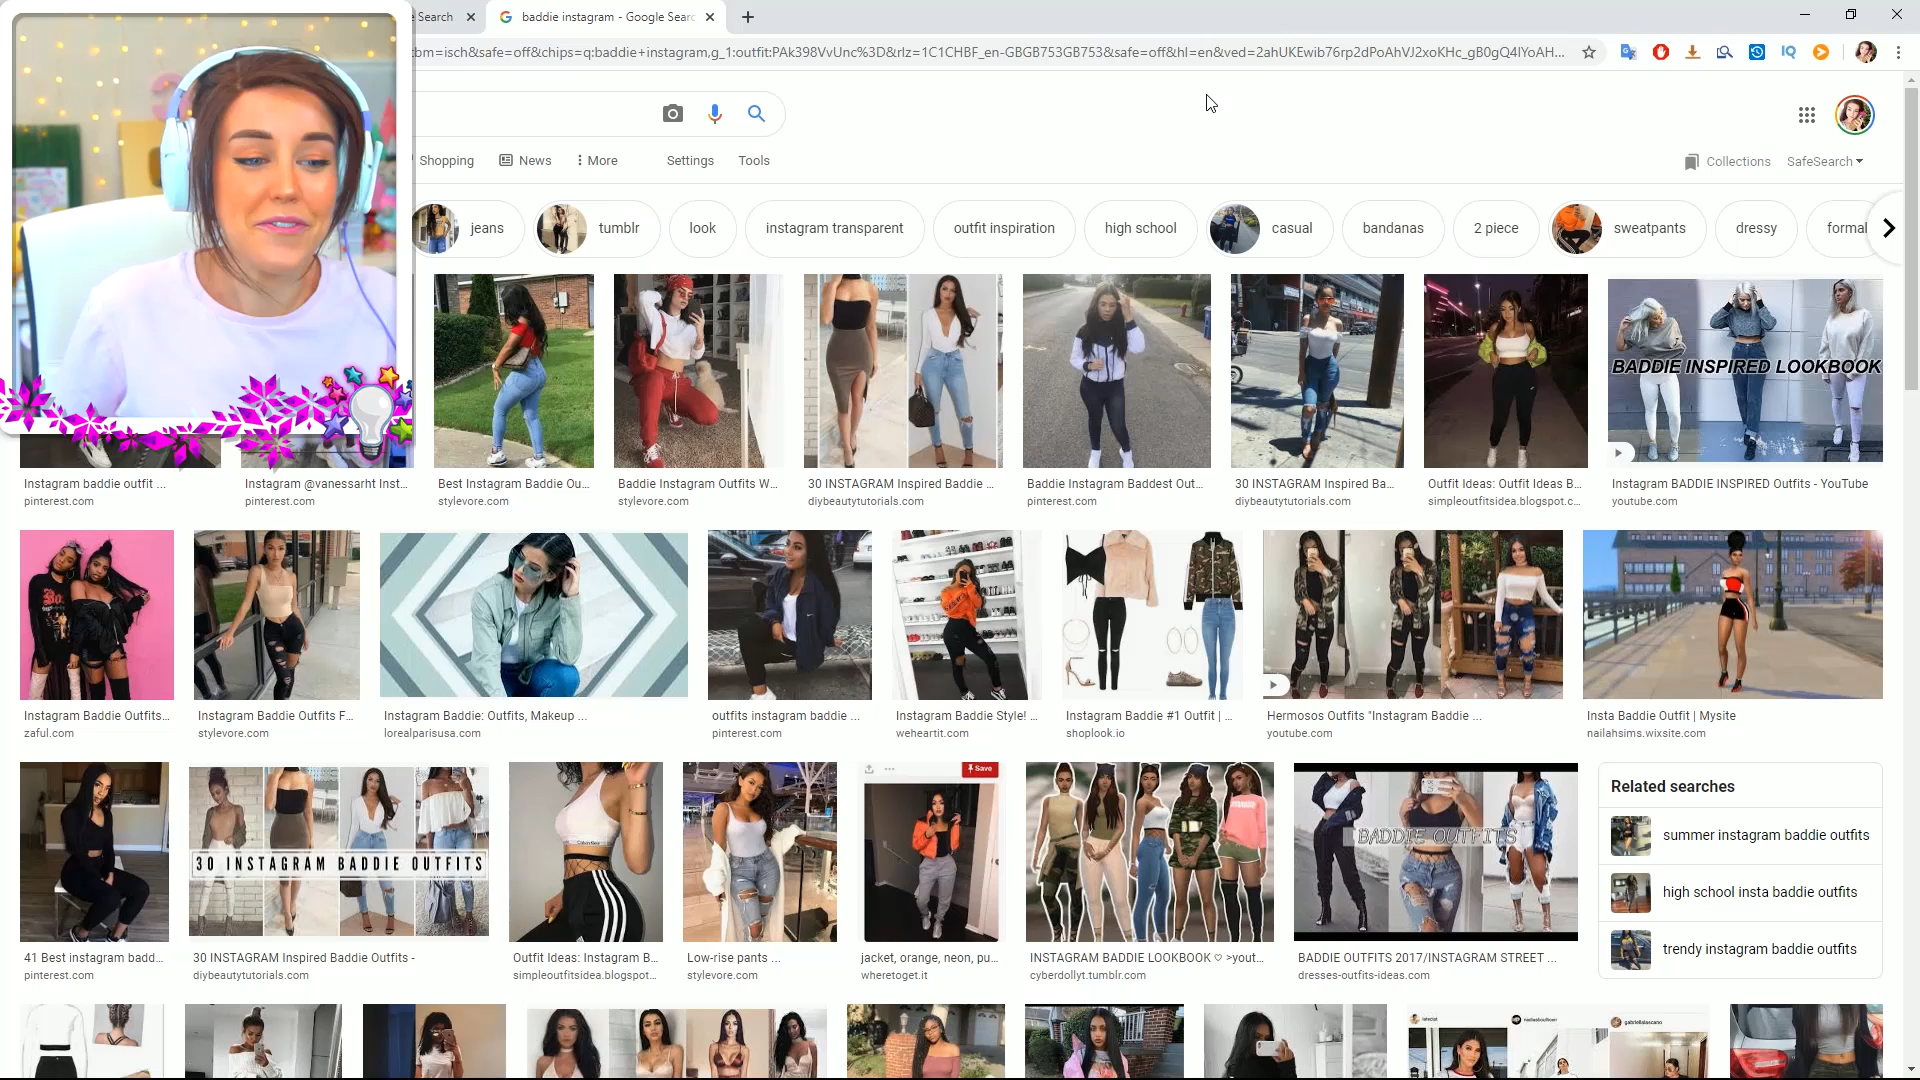 e Search
baddie instagram - Google Searc
tbm=isch&safe=off&chips=q:baddie+instagram,g_1:outfit:PAk398VvUnc%3D&rlz=1C1CHBF_en-GBGB753GB753&safe=off&hl=en&ved=2ahUKEwib76rp2dPoAhVJ2xoKHc_gB0gQ4lYoAH...
Shopping
News
More
Settings
Tools
Collections
SafeSearch
jeans
tumblr
look
instagram transparent
outfit inspiration
high school
casual
bandanas
2 piece
sweatpants
dressy
formal
BADDIE INSPIRED LOOKBOOK
Instagram baddie outfit ...
pinterest.com
Instagram @vanessarht Inst...
pinterest.com
Best Instagram Baddie Ou...
stylevore.com
Baddie Instagram Outfits W...
stylevore.com
30 INSTAGRAM Inspired Baddie ...
diybeautytutorials.com
Baddie Instagram Baddest Out...
pinterest.com
30 INSTAGRAM Inspired Ba...
diybeautytutorials.com
Outfit Ideas: Outfit Ideas B...
simpleoutfitsidea.blogspot.c...
Instagram BADDIE INSPIRED Outfits - YouTube
youtube.com
Instagram Baddie Outfits...
zaful.com
Instagram Baddie Outfits F...
stylevore.com
Instagram Baddie: Outfits, Makeup ...
lorealparisusa.com
outfits instagram baddie ...
pinterest.com
Instagram Baddie Style! ...
weheartit.com
Instagram Baddie #1 Outfit | ...
shoplook.io
Hermosos Outfits "Instagram Baddie ...
youtube.com
Insta Baddie Outfit | Mysite
nailahsims.wixsite.com
Save
30 INSTAGRAM BADDIE OUTFITS
BADDIE OUTFITS
Related searches
summer instagram baddie outfits
high school insta baddie outfits
trendy instagram baddie outfits
41 Best instagram badd...
pinterest.com
30 INSTAGRAM Inspired Baddie Outfits -
diybeautytutorials.com
Outfit Ideas: Instagram B...
simpleoutfitsidea.blogspot...
Low-rise pants ...
stylevore.com
jacket, orange, neon, pu...
wheretoget.it
INSTAGRAM BADDIE LOOKBOOK ♡ >yout...
cyberdollyt.tumblr.com
BADDIE OUTFITS 2017/INSTAGRAM STREET ...
dresses-outfits-ideas.com